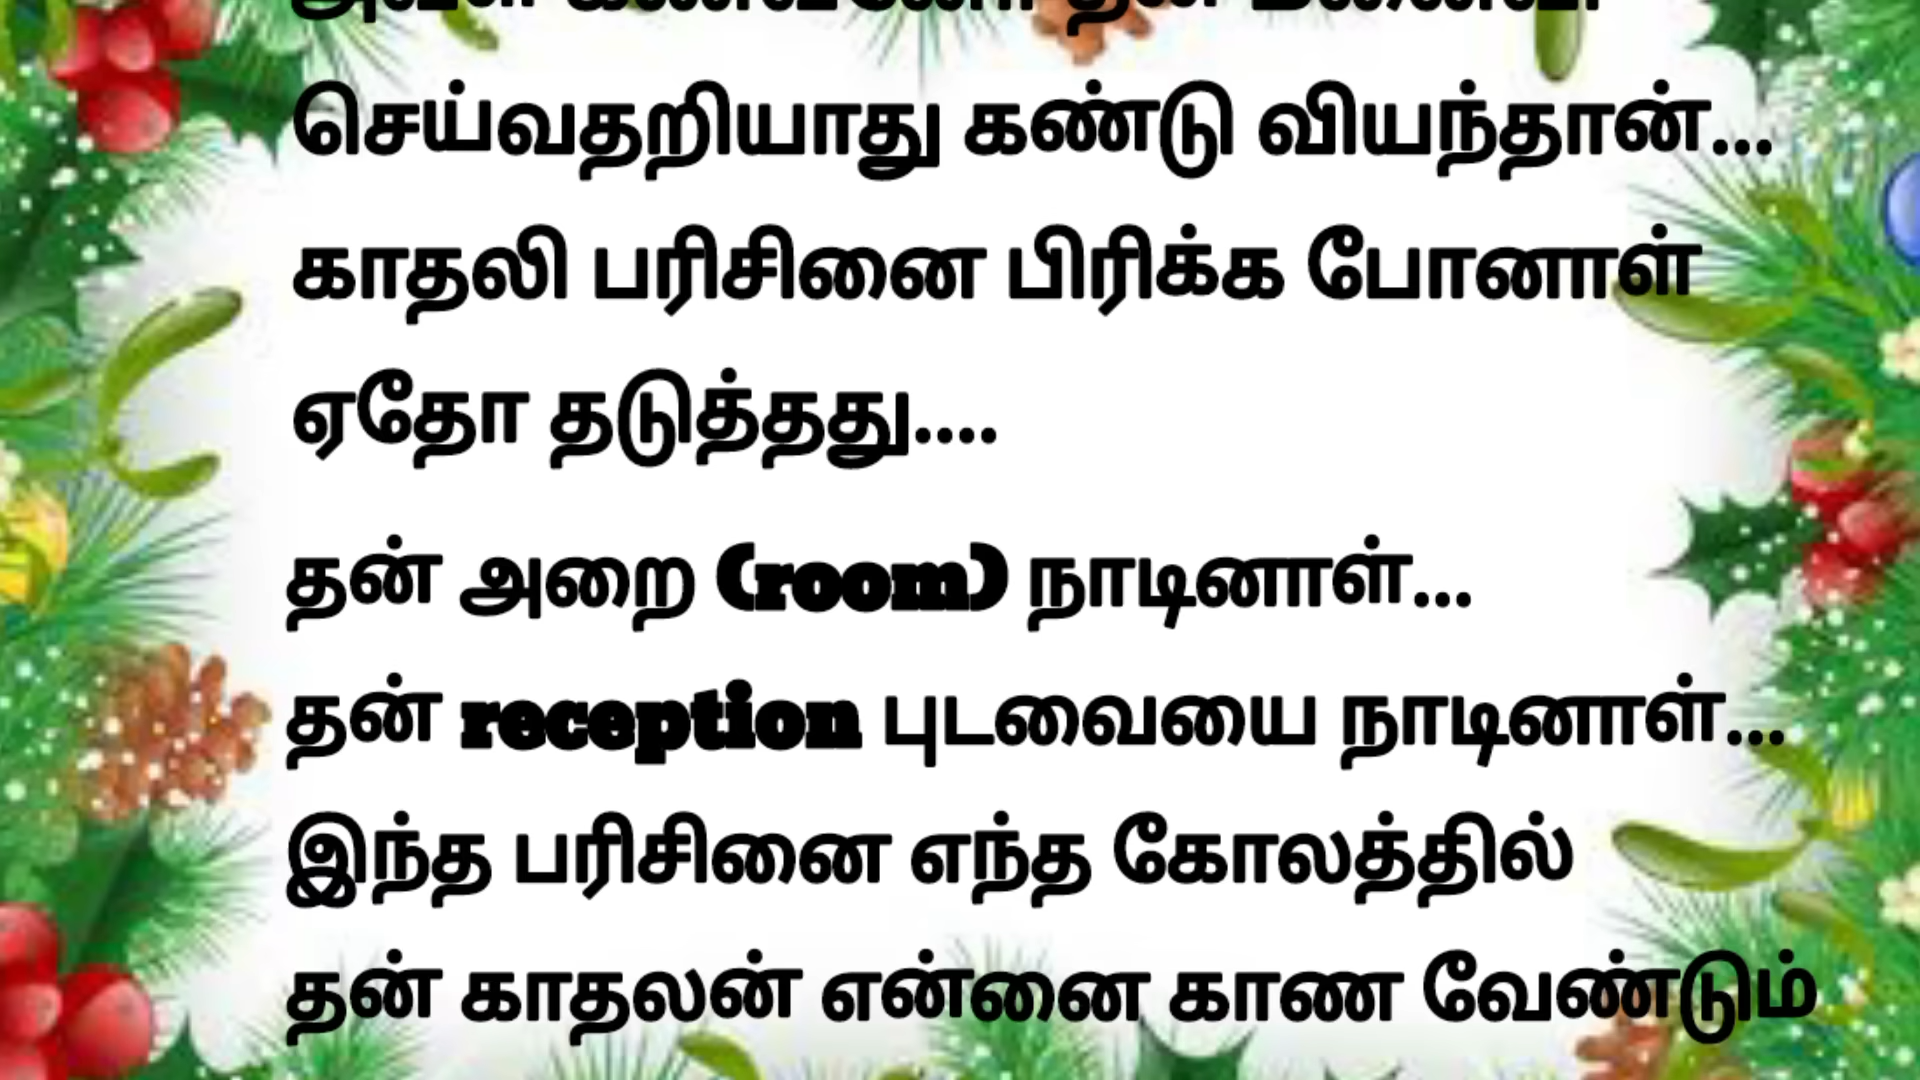 செய்வதறியாது கண்டு வியந்தான்...
காதலி பரிசினை பிரிக்க போனாள்
ஏதோ தடுத்தது....
தன் அறை (room) நாடினாள்...
தன் reception புடவையை நாடினாள்...
இந்த பரிசினை எந்த கோலத்தில்
தன் காதலன் என்னை காண வேண்டும்